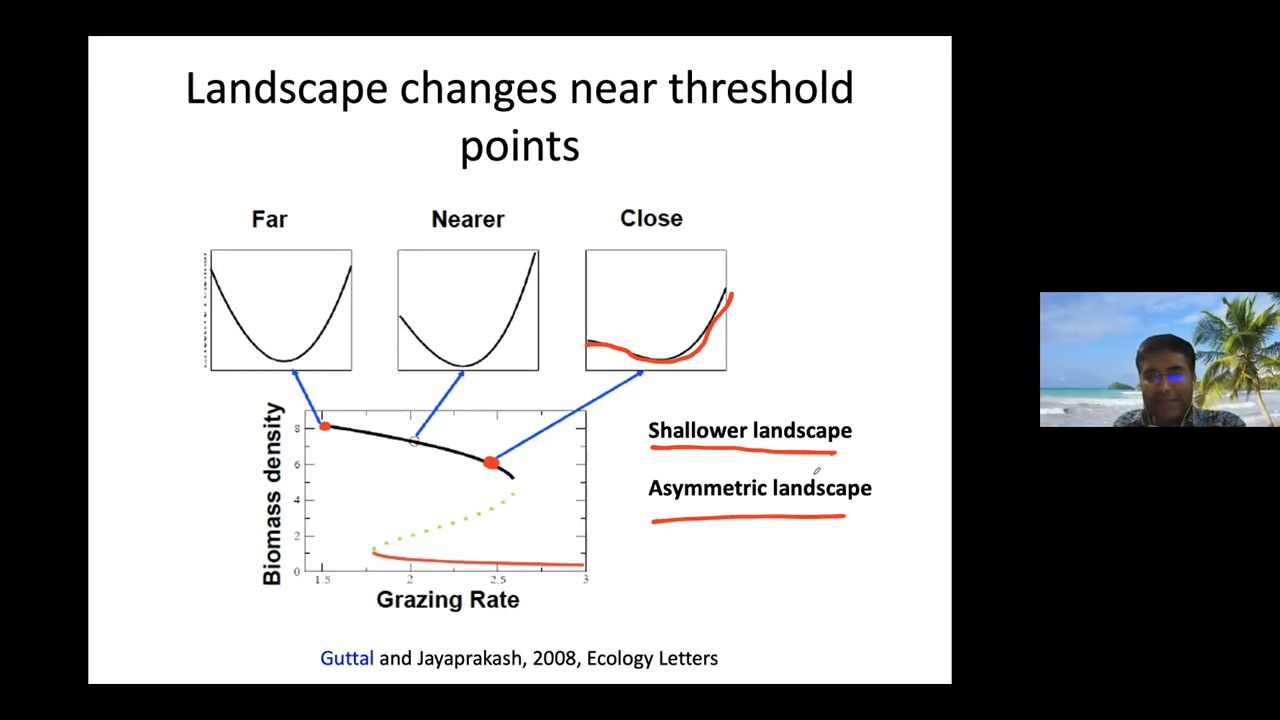 Landscape changes near threshold
points
Far
Nearer
Close
Biomass density
8
6
4
2
0
1.5
2
2.5
3
Grazing Rate
Shallower landscape
Asymmetric landscape
Guttal and Jayaprakash, 2008, Ecology Letters